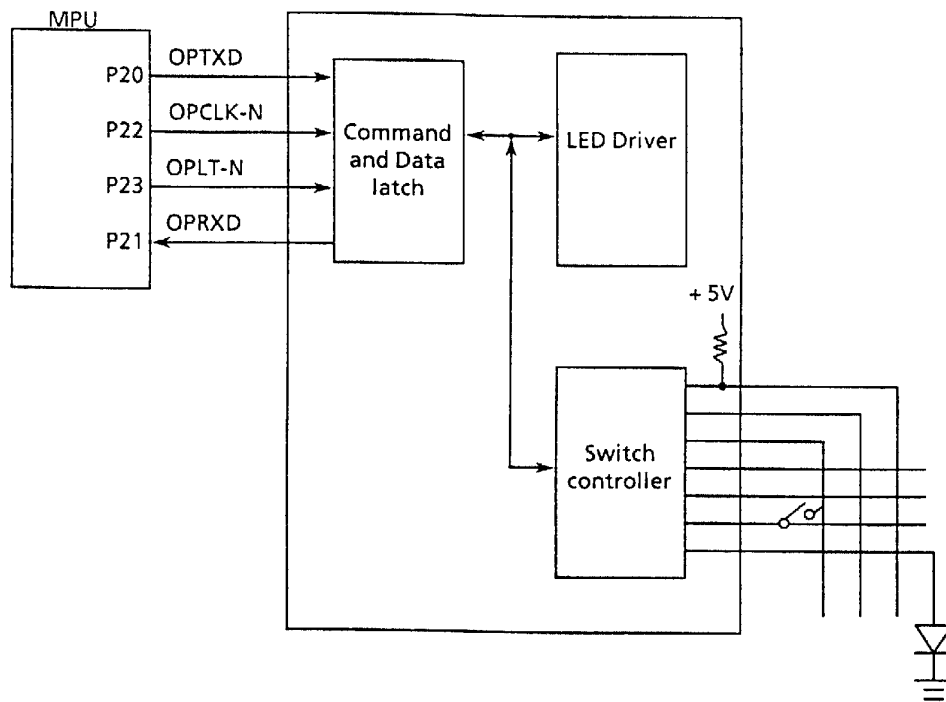 MPU
P20
OPTXD
P22
OPCLK-N
P23
OPLT-N
P21
OPRXD
Command
and Data
latch
LED Driver
+ 5V
Switch
controller